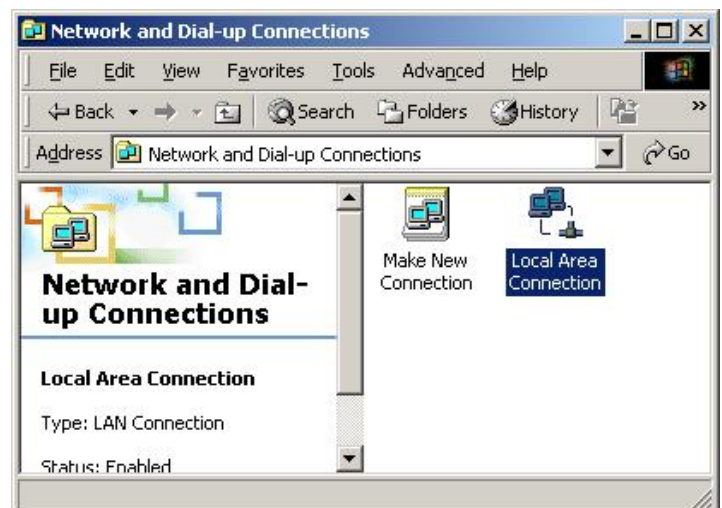 Network and Dial-up Connections
File Edit View Favorites Tools Advanced Help
Back Search Folders History »
Address Network and Dial-up Connections Go
Network and Dial-
up Connections
Local Area Connection
Type: LAN Connection
Status: Enabled
Make New
Connection
Local Area
Connection